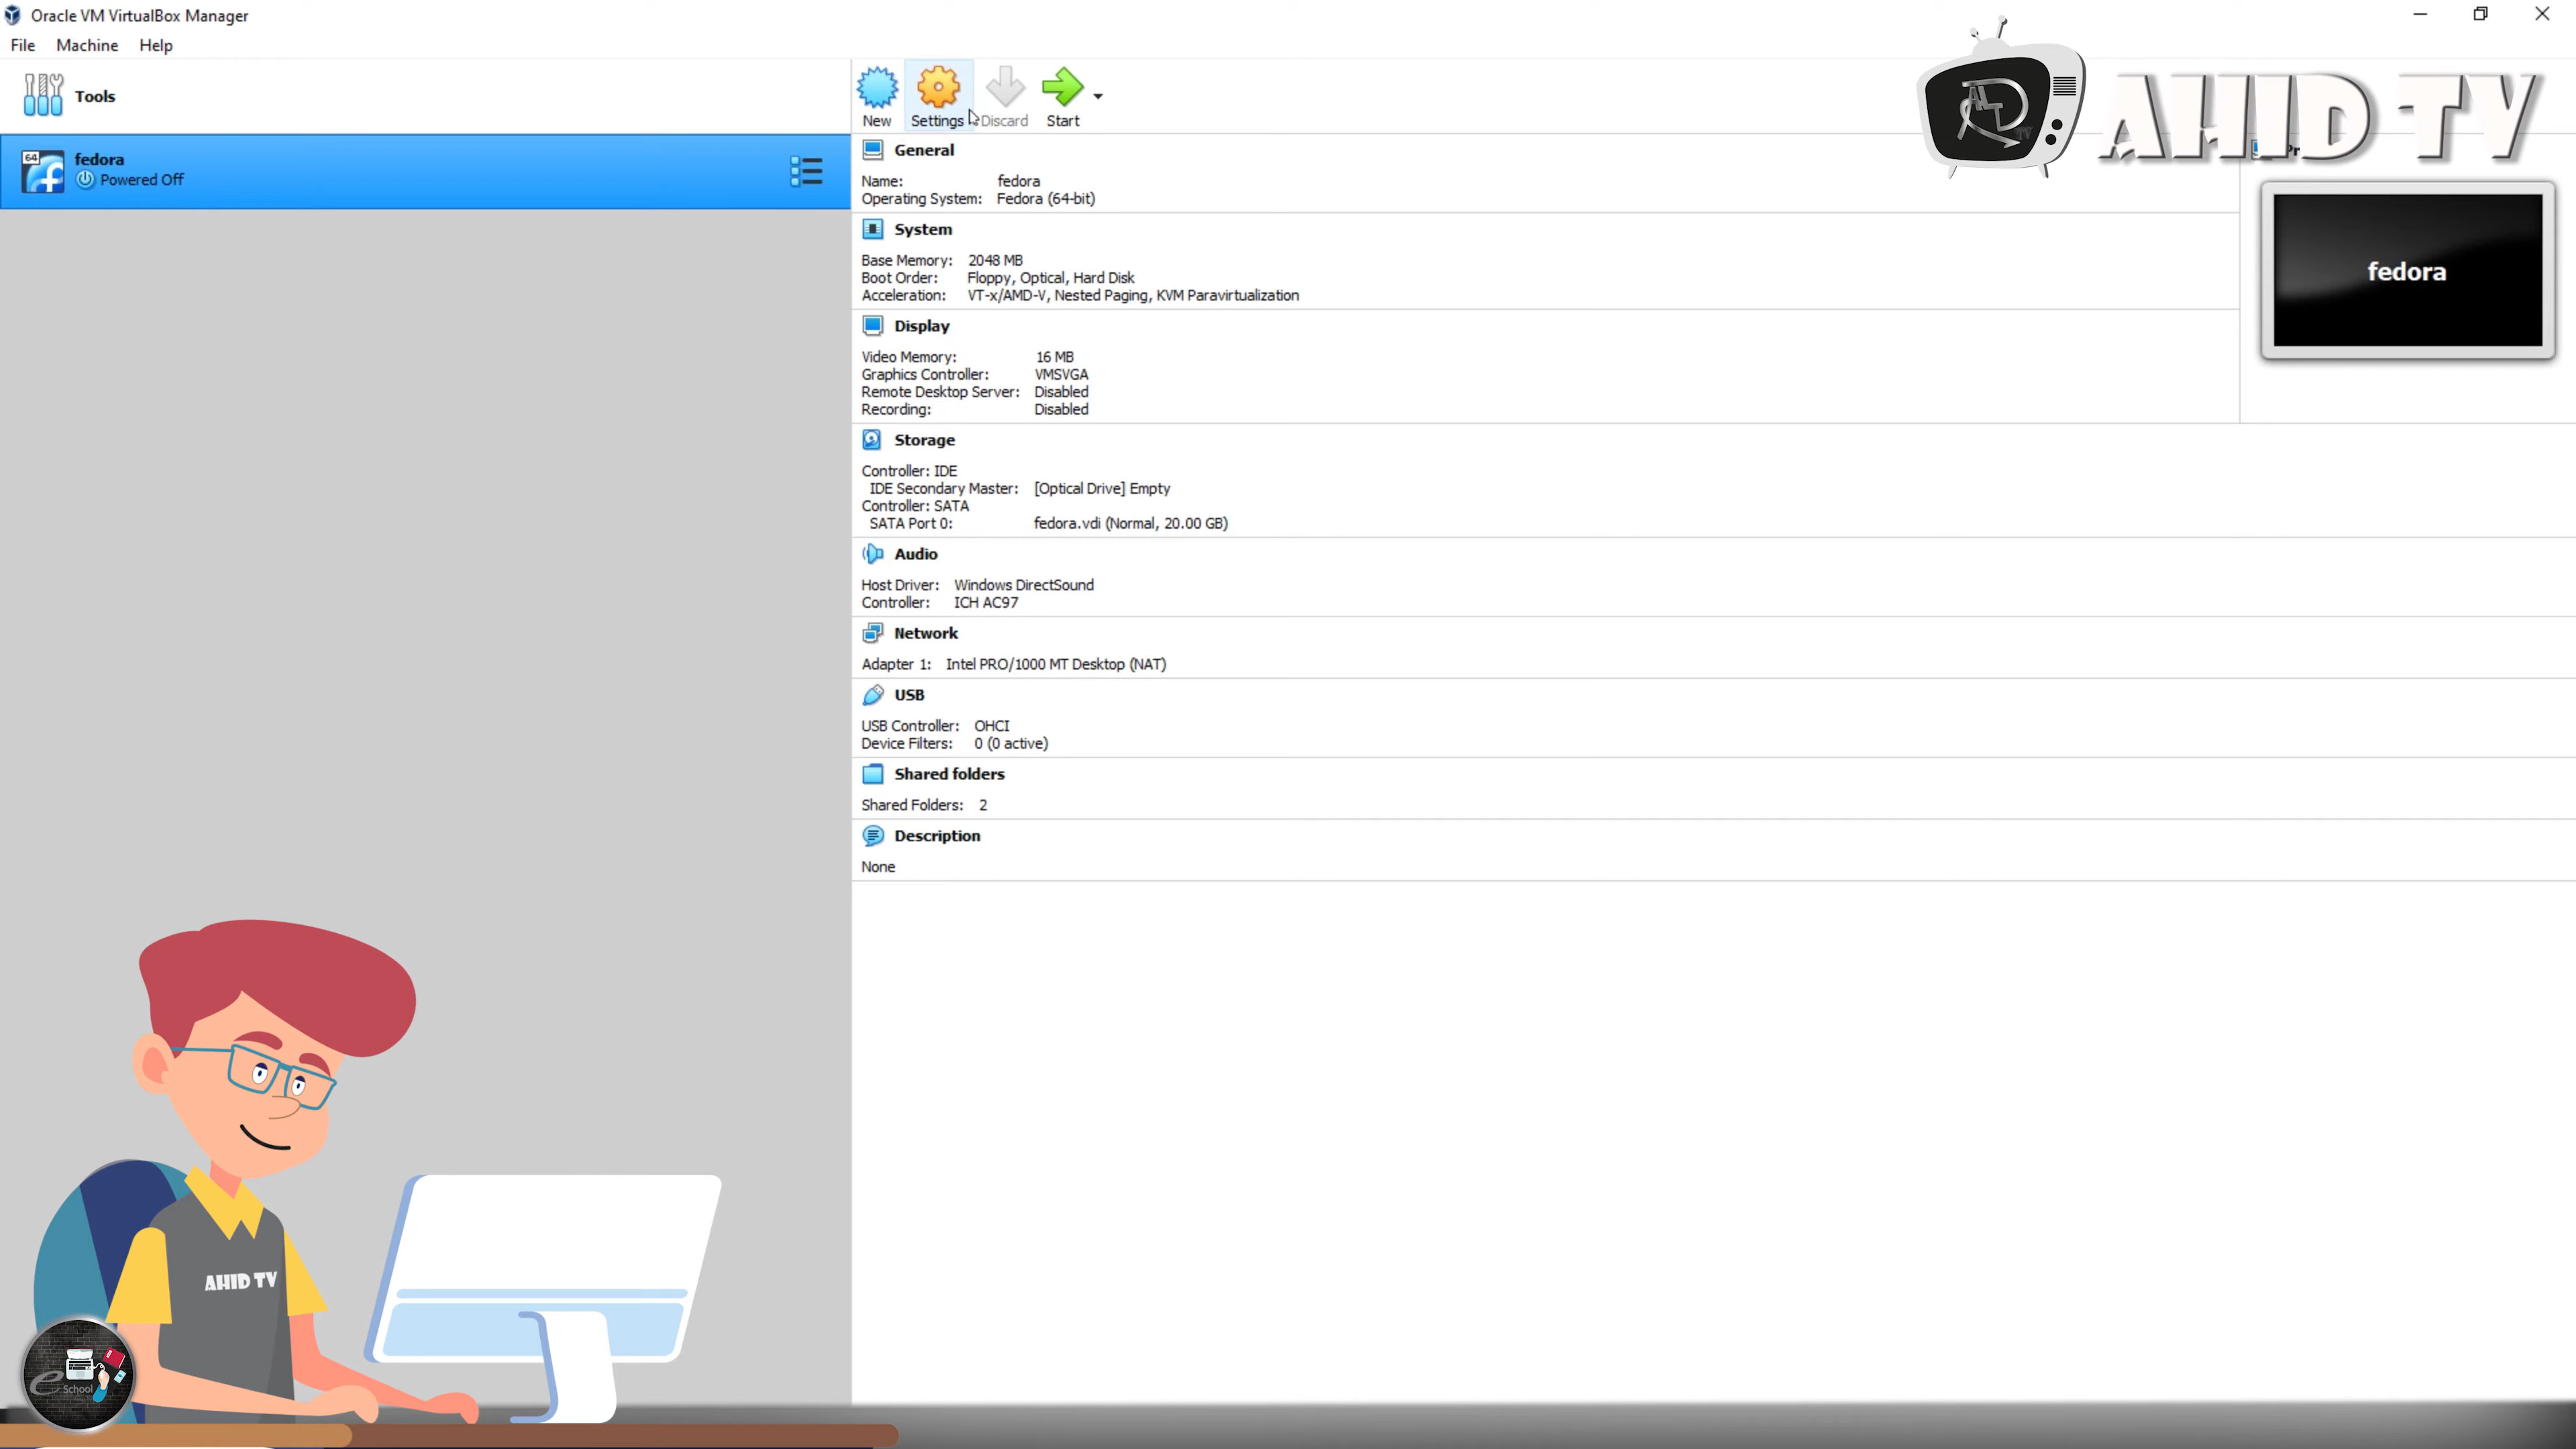 Oracle VM VirtualBox Manager
File Machine Help
Tools
64
fedora
Powered Off
New Settings Discard Start
AHID TV
General
Name: fedora
Operating System: Fedora (64-bit)
fedora
System
Base Memory: 2048 MB
Boot Order: Floppy, Optical, Hard Disk
Acceleration: VT-x/AMD-V, Nested Paging, KVM Paravirtualization
Display
Video Memory: 16 MB
Graphics Controller: VMSVGA
Remote Desktop Server: Disabled
Recording: Disabled
Storage
Controller: IDE
IDE Secondary Master: [Optical Drive] Empty
Controller: SATA
SATA Port 0: fedora.vdi (Normal, 20.00 GB)
Audio
Host Driver: Windows DirectSound
Controller: ICH AC97
Network
Adapter 1: Intel PRO/1000 MT Desktop (NAT)
USB
USB Controller: OHCI
Device Filters: 0 (0 active)
Shared folders
Shared Folders: 2
Description
None
AHID TV
e School